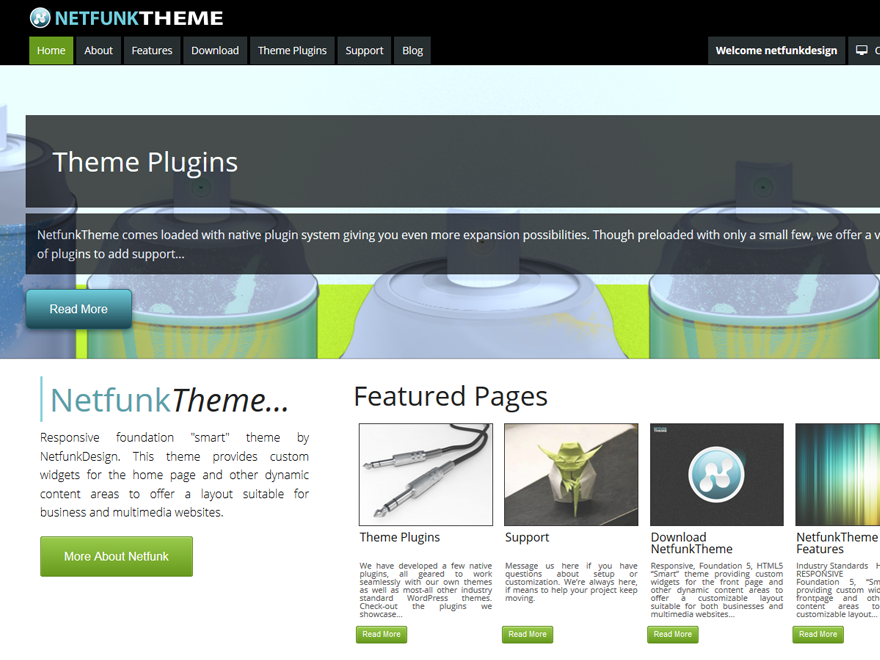 NETFUNKTHEME
Home About Features Download Theme Plugins Support Blog Welcome netfunkdesign
Theme Plugins
NetfunkTheme comes loaded with native plugin system giving you even more expansion possibilities. Though preloaded with only a small few, we offer a v
of plugins to add support...
Read More
NetfunkTheme...
Responsive foundation "smart" theme by
NetfunkDesign. This theme provides custom
widgets for the home page and other dynamic
content areas to offer a layout suitable for
business and multimedia websites.
More About Netfunk
Featured Pages
Theme Plugins
We have developed a few native
plugins, all geared to work
seamlessly with our own themes
as well as most-all other industry
standard WordPress themes.
Check-out the plugins we
showcase...
Read More
Support
Message us here if you have
questions about setup or
customization. We're always here,
if means to help your project keep
moving.
Read More
Download
NetfunkTheme
Responsive, Foundation 5, HTML5
"Smart" theme providing custom
widgets for the front page and
other dynamic content areas to
offer a customizable layout
suitable for both businesses and
multimedia websites...
Read More
NetfunkTheme
Features
Industry Standards H
RESPONSIVE
Foundation 5, "Sm
providing custom wid
frontpage and oth
content areas to
customizable layout...
Read More